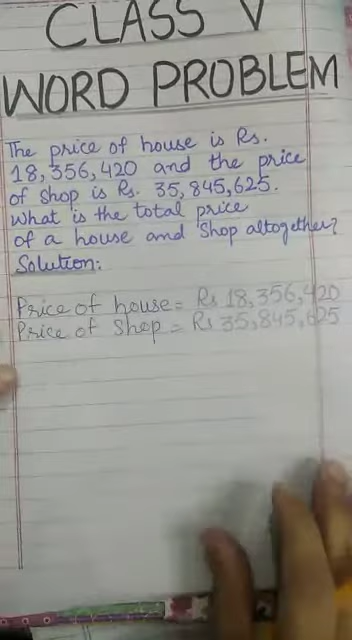 CLASS V
WORD PROBLEM
The price of house is Rs.
18,356,420 and the price
of shop is Rs. 35,845,625.
What is the total price
of a house and Shop altogether?
Solution:
Price of house = Rs 18,356,420
Price of Shop = Rs 35,845,625